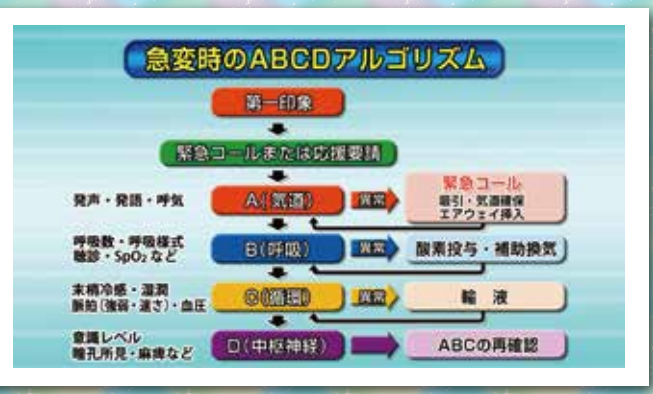 急変時のABCDアルゴリズム
第一印象
緊急コールまたは応援要請
発声・発語・呼気
A(気道)
異常
緊急コール
吸引・気道確保
エアウェイ挿入
呼吸数・呼吸様式
聴診・SpO₂ など
B(呼吸)
異常
酸素投与・補助換気
末梢冷感・湿潤
脈拍(強弱・速さ)・血圧
C(循環)
異常
輸 液
意識レベル
瞳孔所見・麻痺など
D(中枢神経)
ABCの再確認